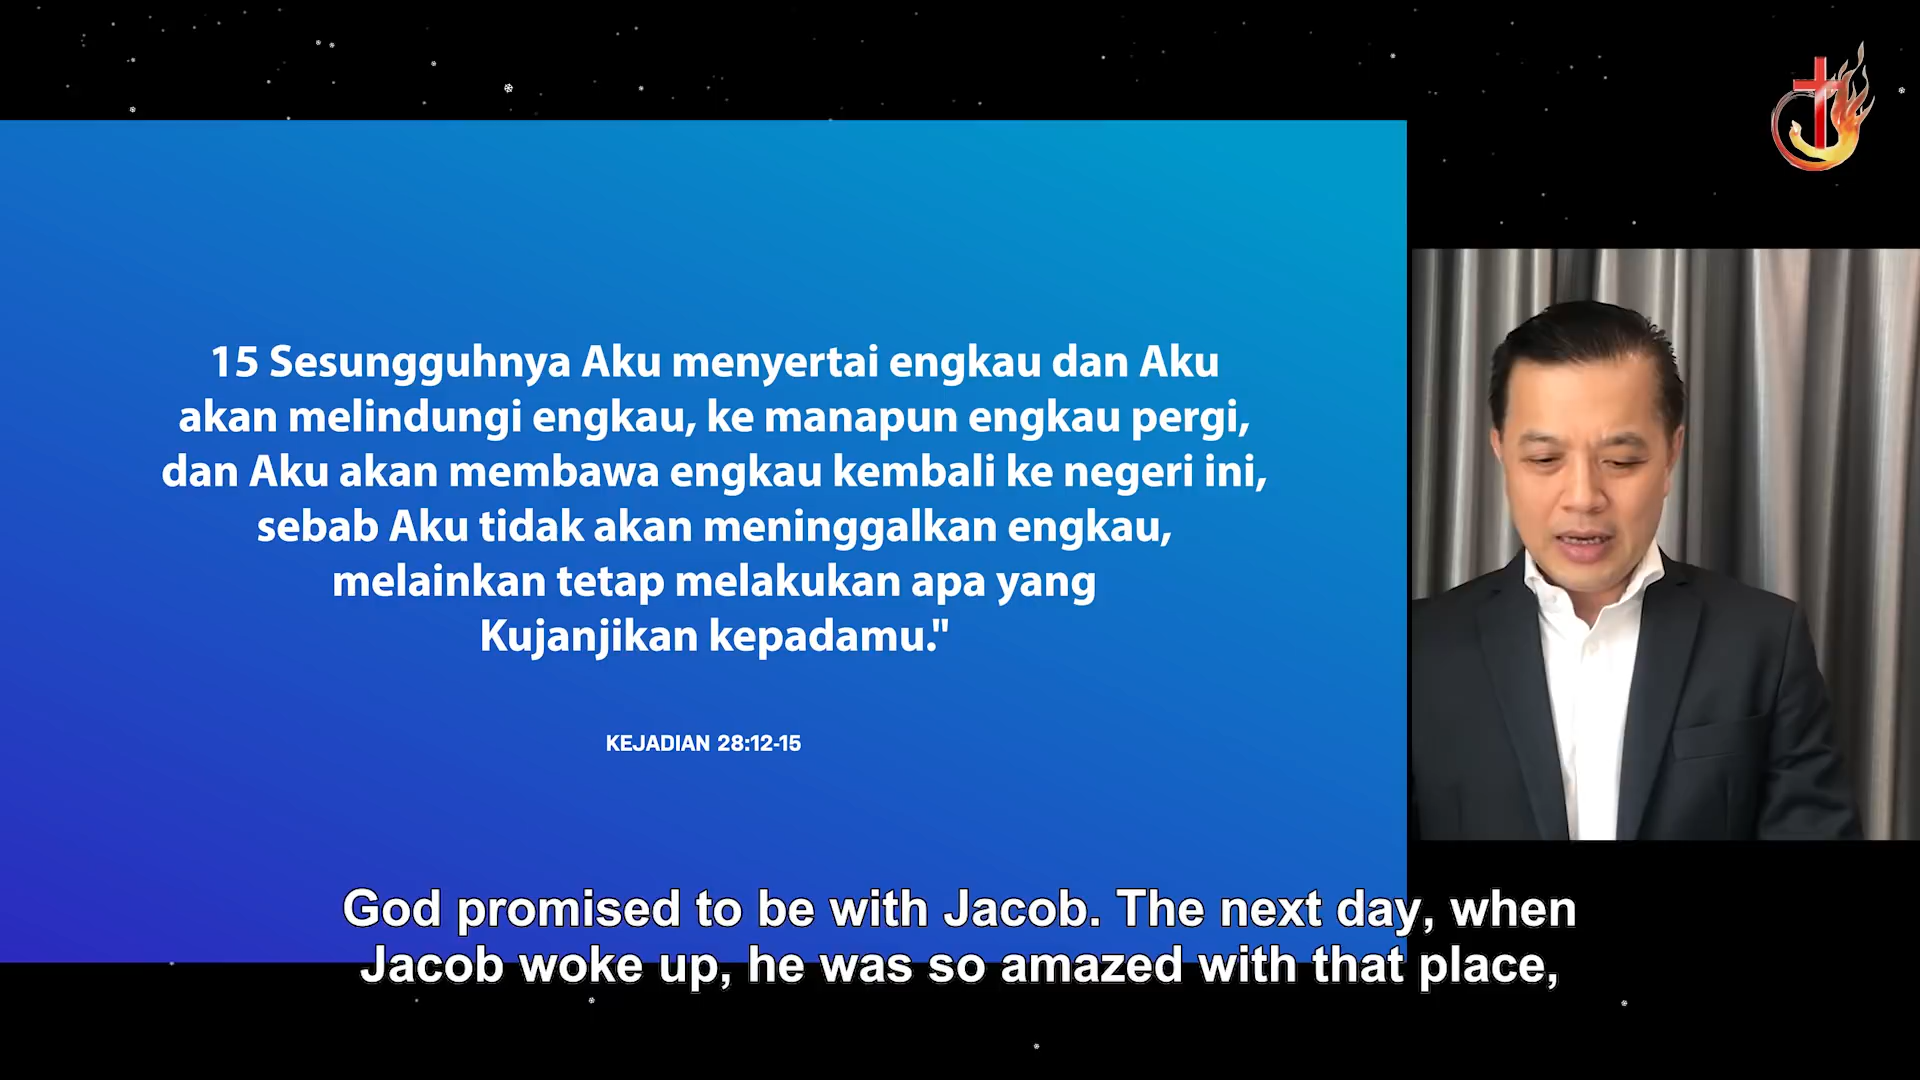 15 Sesungguhnya Aku menyertai engkau dan Aku
akan melindungi engkau, ke manapun engkau pergi,
dan Aku akan membawa engkau kembali ke negeri ini,
sebab Aku tidak akan meninggalkan engkau,
melainkan tetap melakukan apa yang
Kujanjikan kepadamu."
KEJADIAN 28:12-15
God promised to be with Jacob. The next day, when
Jacob woke up, he was so amazed with that place,